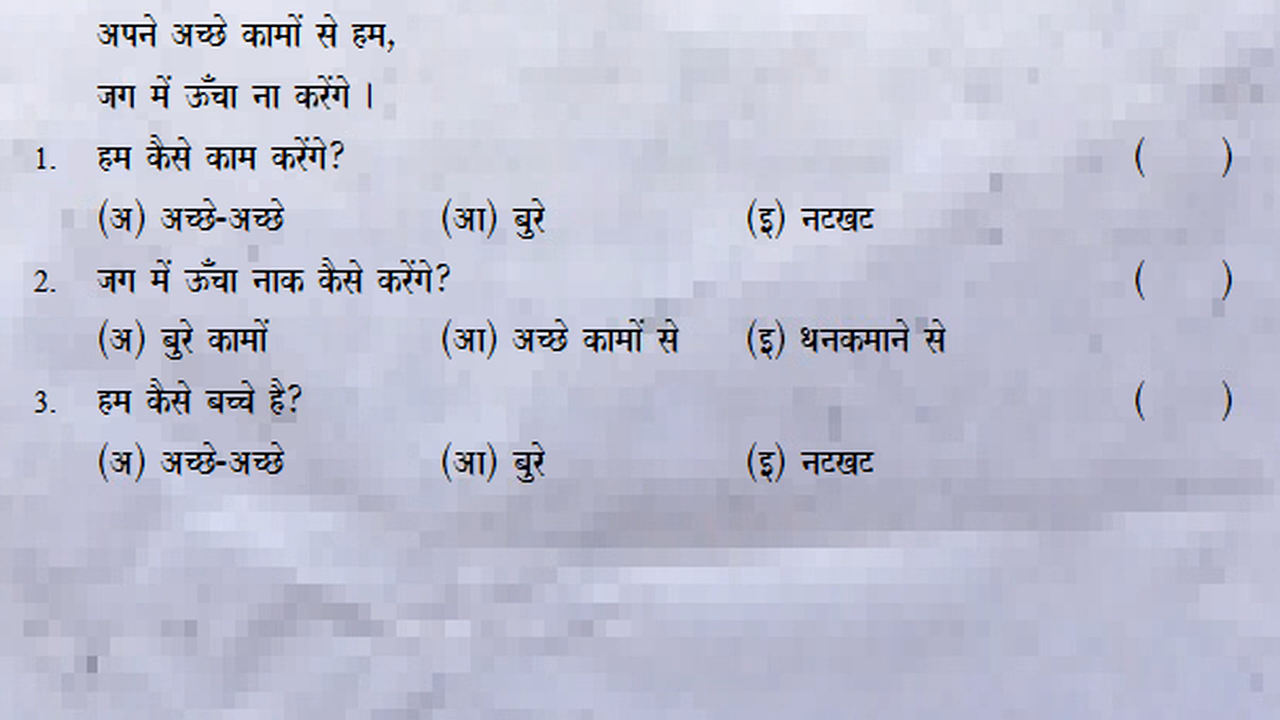 अपने अच्छे कामों से हम,
जग में ऊँचा ना करेंगे ।
1. हम कैसे काम करेंगे? ( )
(अ) अच्छे-अच्छे (आ) बुरे (इ) नटखट
2. जग में ऊँचा नाक कैसे करेंगे? ( )
(अ) बुरे कामों (आ) अच्छे कामों से (इ) थनकमाने से
3. हम कैसे बच्चे है? ( )
(अ) अच्छे-अच्छे (आ) बुरे (इ) नटखट